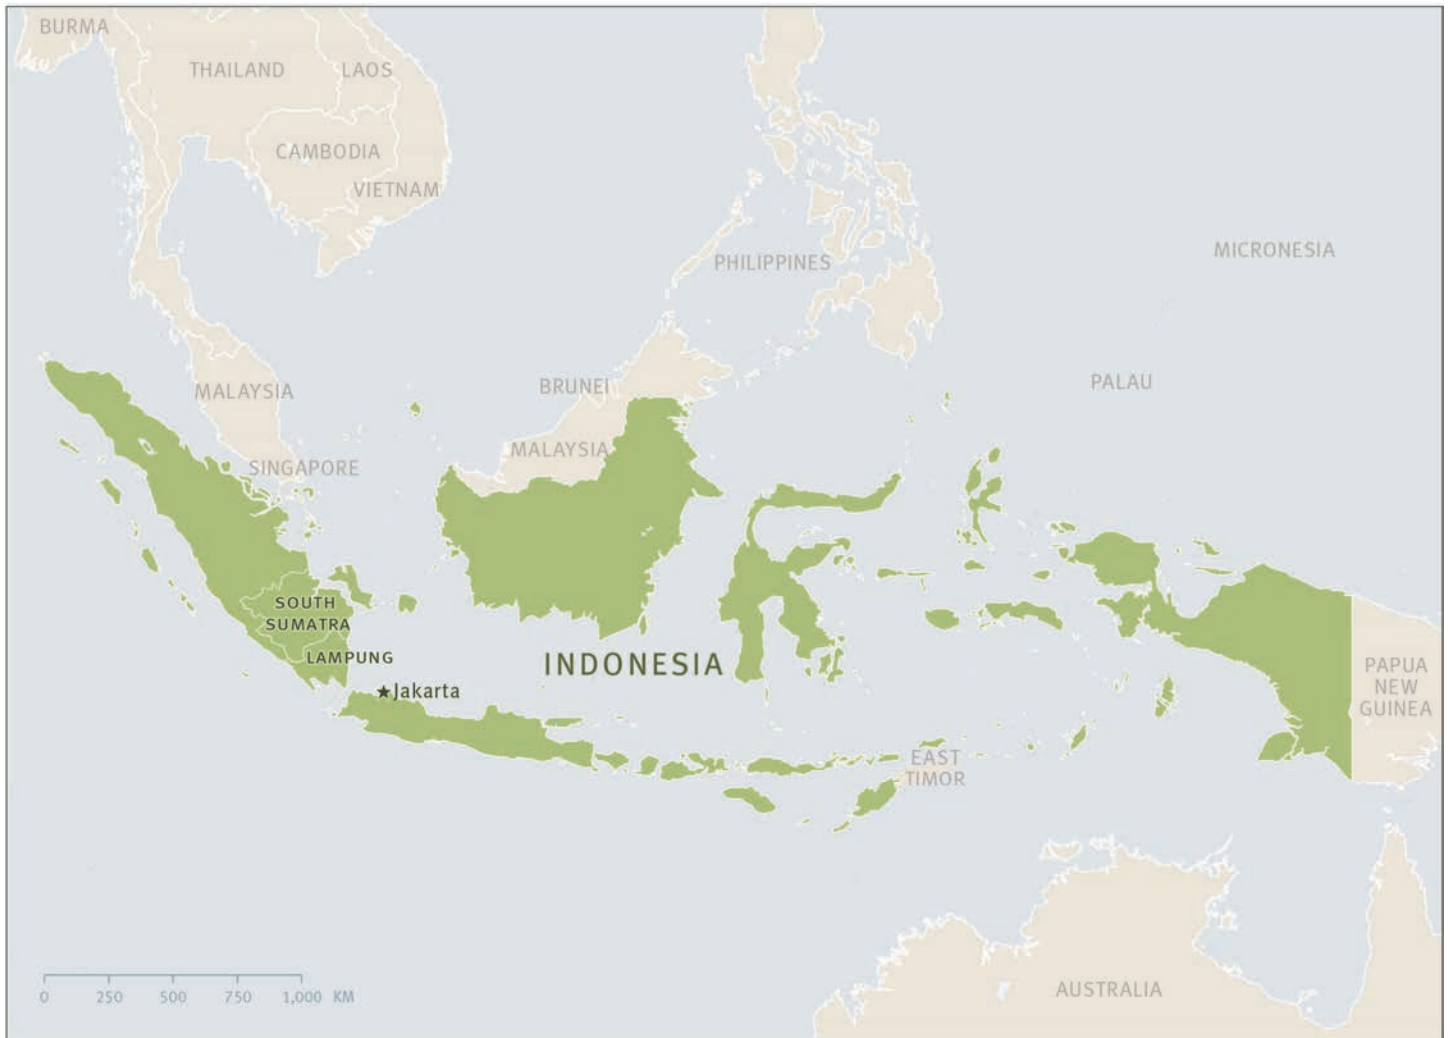 BURMA
THAILAND
LAOS
CAMBODIA
VIETNAM
MICRONESIA
PHILIPPINES
PALAU
BRUNEI
MALAYSIA
MALAYSIA
SINGAPORE
SOUTH
SUMATRA
LAMPUNG
INDONESIA
Jakarta
PAPUA
NEW
GUINEA
EAST
TIMOR
AUSTRALIA
0 250 500 750 1,000 KM